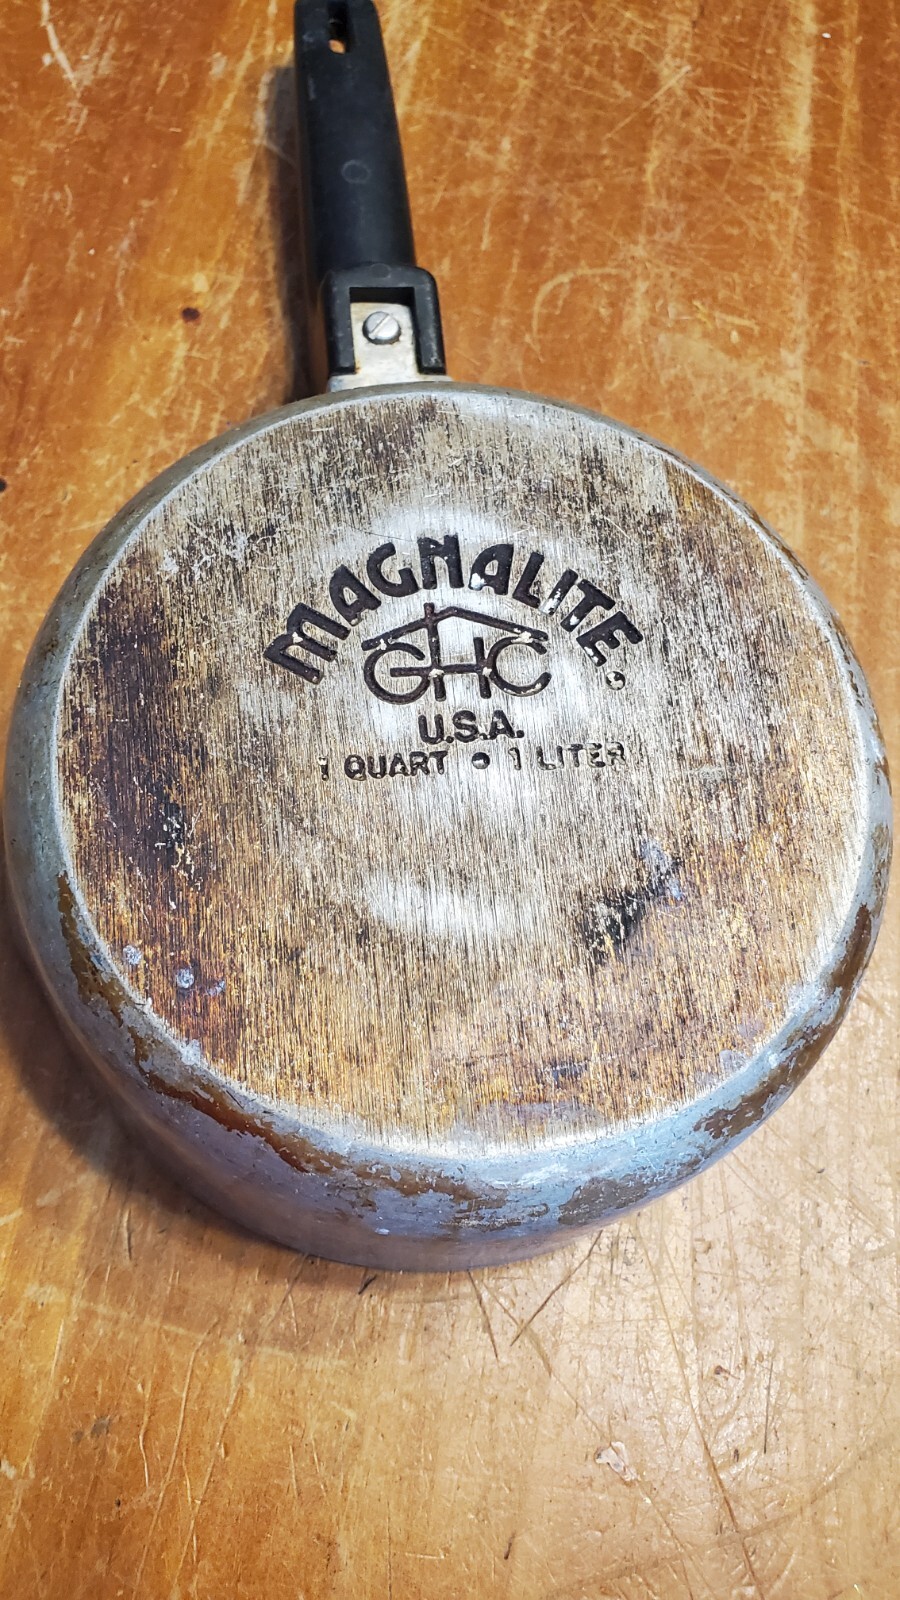 MAGNALITE
GHC
U.S.A.
1 QUART • 1 LITER